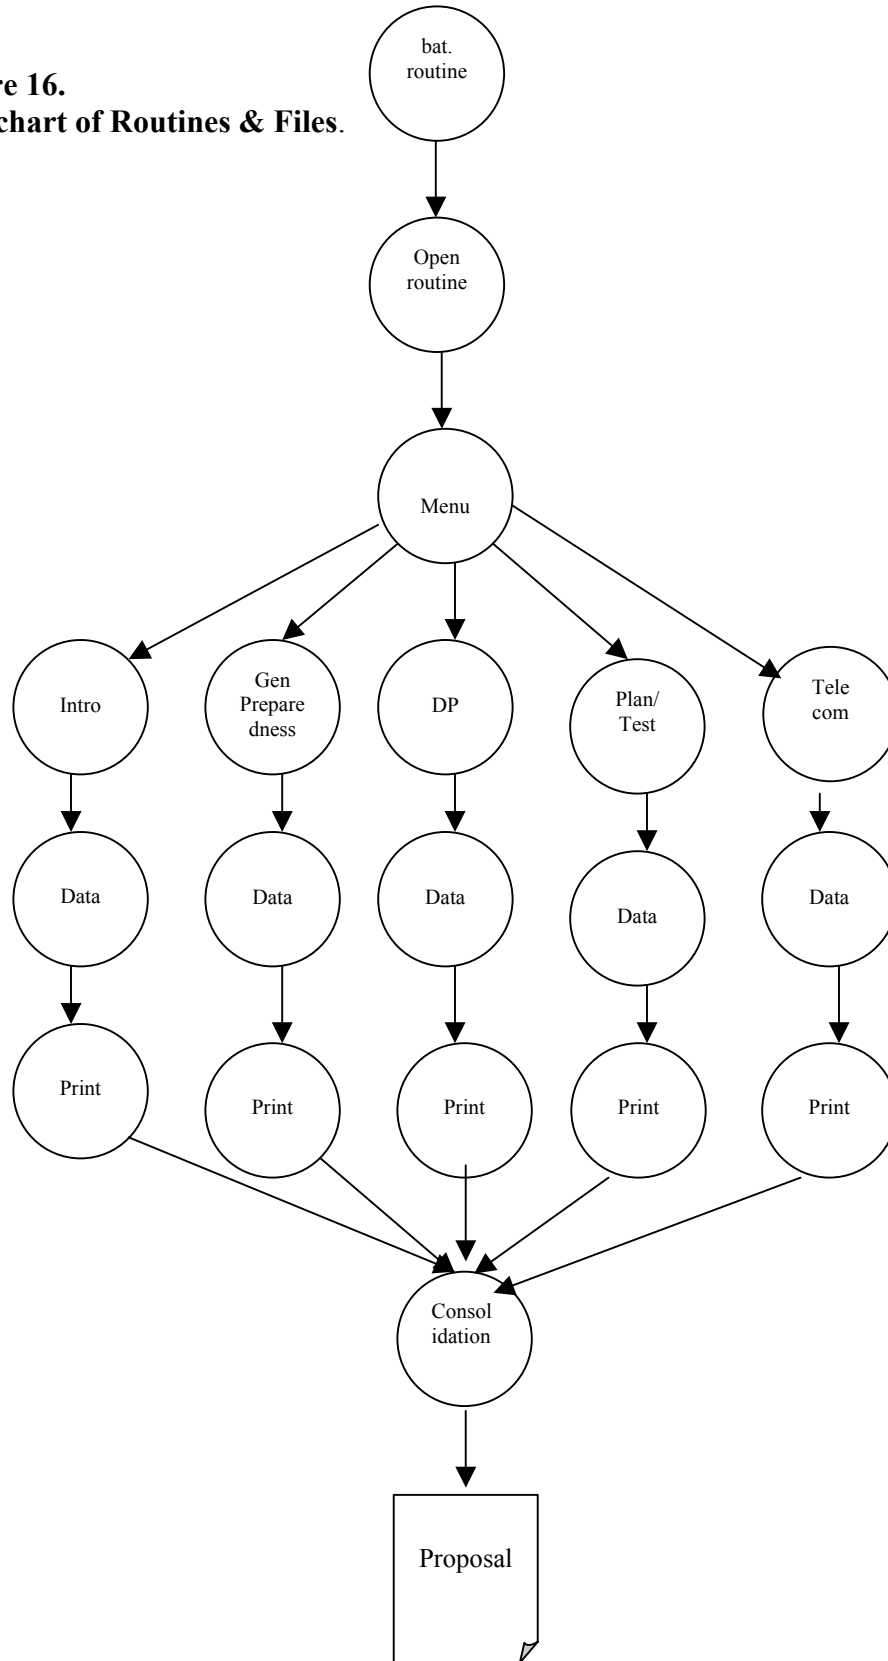 bat.
routine
re 16.
chart of Routines & Files.
Open
routine
Menu
Intro
Gen
Prepare
dness
DP
Plan/
Test
Tele
com
Data
Data
Data
Data
Data
Print
Print
Print
Print
Print
Consol
idation
Proposal